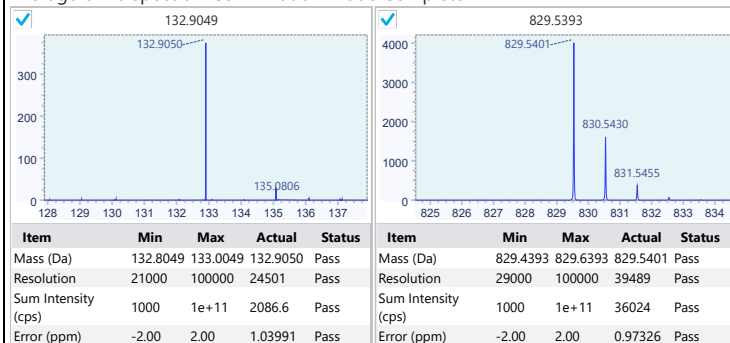 132.9049
132.9050
300
200
100
0
135.0806
128 129 130 131 132 133 134 135 136 137
Item Min Max Actual Status
Mass (Da) 132.8049 133.0049 132.9050 Pass
Resolution 21000 100000 24501 Pass
Sum Intensity
(cps) 1000 1e+11 2086.6 Pass
Error (ppm) -2.00 2.00 1.03991 Pass
829.5393
4000
829.5401
3000
2000
830.5430
1000
831.5455
0
825 826 827 828 829 830 831 832 833 834
Item Min Max Actual Status
Mass (Da) 829.4393 829.6393 829.5401 Pass
Resolution 29000 100000 39489 Pass
Sum Intensity
(cps) 1000 1e+11 36024 Pass
Error (ppm) -2.00 2.00 0.97326 Pass